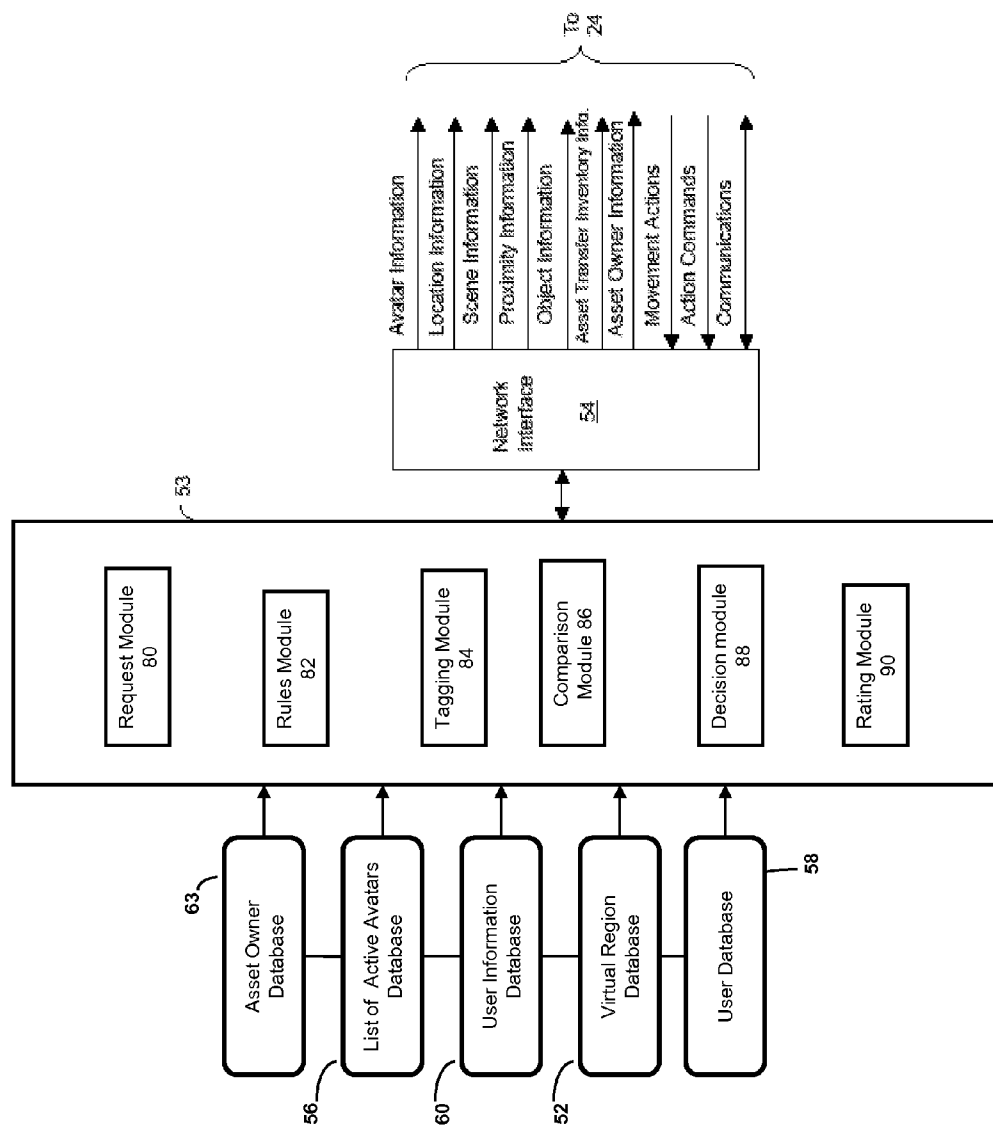 63
Asset Owner
Database
56
List of Active Avatars
Database
60
User Information
Database
52
Virtual Region
Database
User Database
58
53
Request Module
80
Rules Module
82
Tagging Module
84
Comparison
Module 86
Decision module
88
Rating Module
90
Network
Interface
54
Avatar Information
Location Information
Scene Information
Proximity Information
Object Information
Asset Transfer Inventory Info.
Asset Owner Information
Movement Actions
Action Commands
Communications
To
24